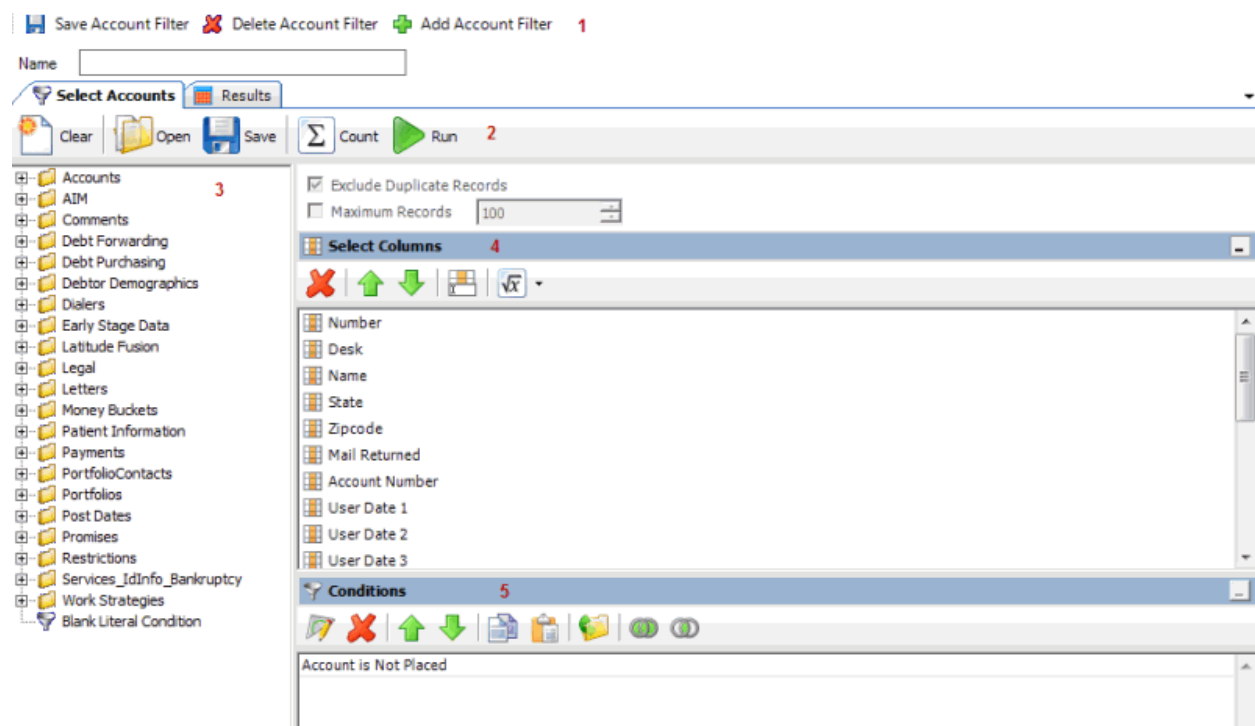 Save Account Filter Delete Account Filter Add Account Filter 1
Name
Select Accounts Results
Clear Open Save Σ Count Run 2
3
Accounts
AIM
Comments
Debt Forwarding
Debt Purchasing
Debtor Demographics
Dialers
Early Stage Data
Latitude Fusion
Legal
Letters
Money Buckets
Patient Information
Payments
PortfolioContacts
Portfolios
Post Dates
Promises
Restrictions
Services_IdInfo_Bankruptcy
Work Strategies
Blank Literal Condition
Exclude Duplicate Records
Maximum Records 100
Select Columns 4
√x
Number
Desk
Name
State
Zipcode
Mail Returned
Account Number
User Date 1
User Date 2
User Date 3
Conditions 5
Account is Not Placed